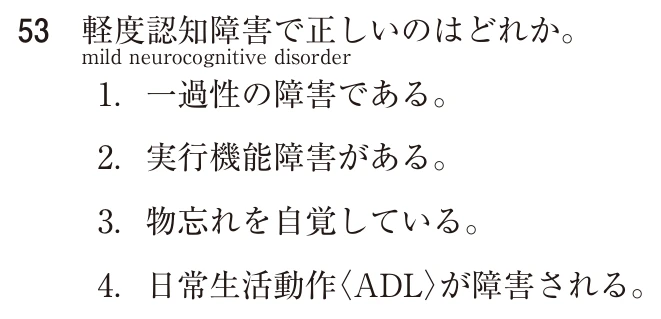 53 軽度認知障害で正しいのはどれか。
mild neurocognitive disorder
1. 一過性の障害である。
2. 実行機能障害がある。
3. 物忘れを自覚している。
4. 日常生活動作〈ADL〉が障害される。